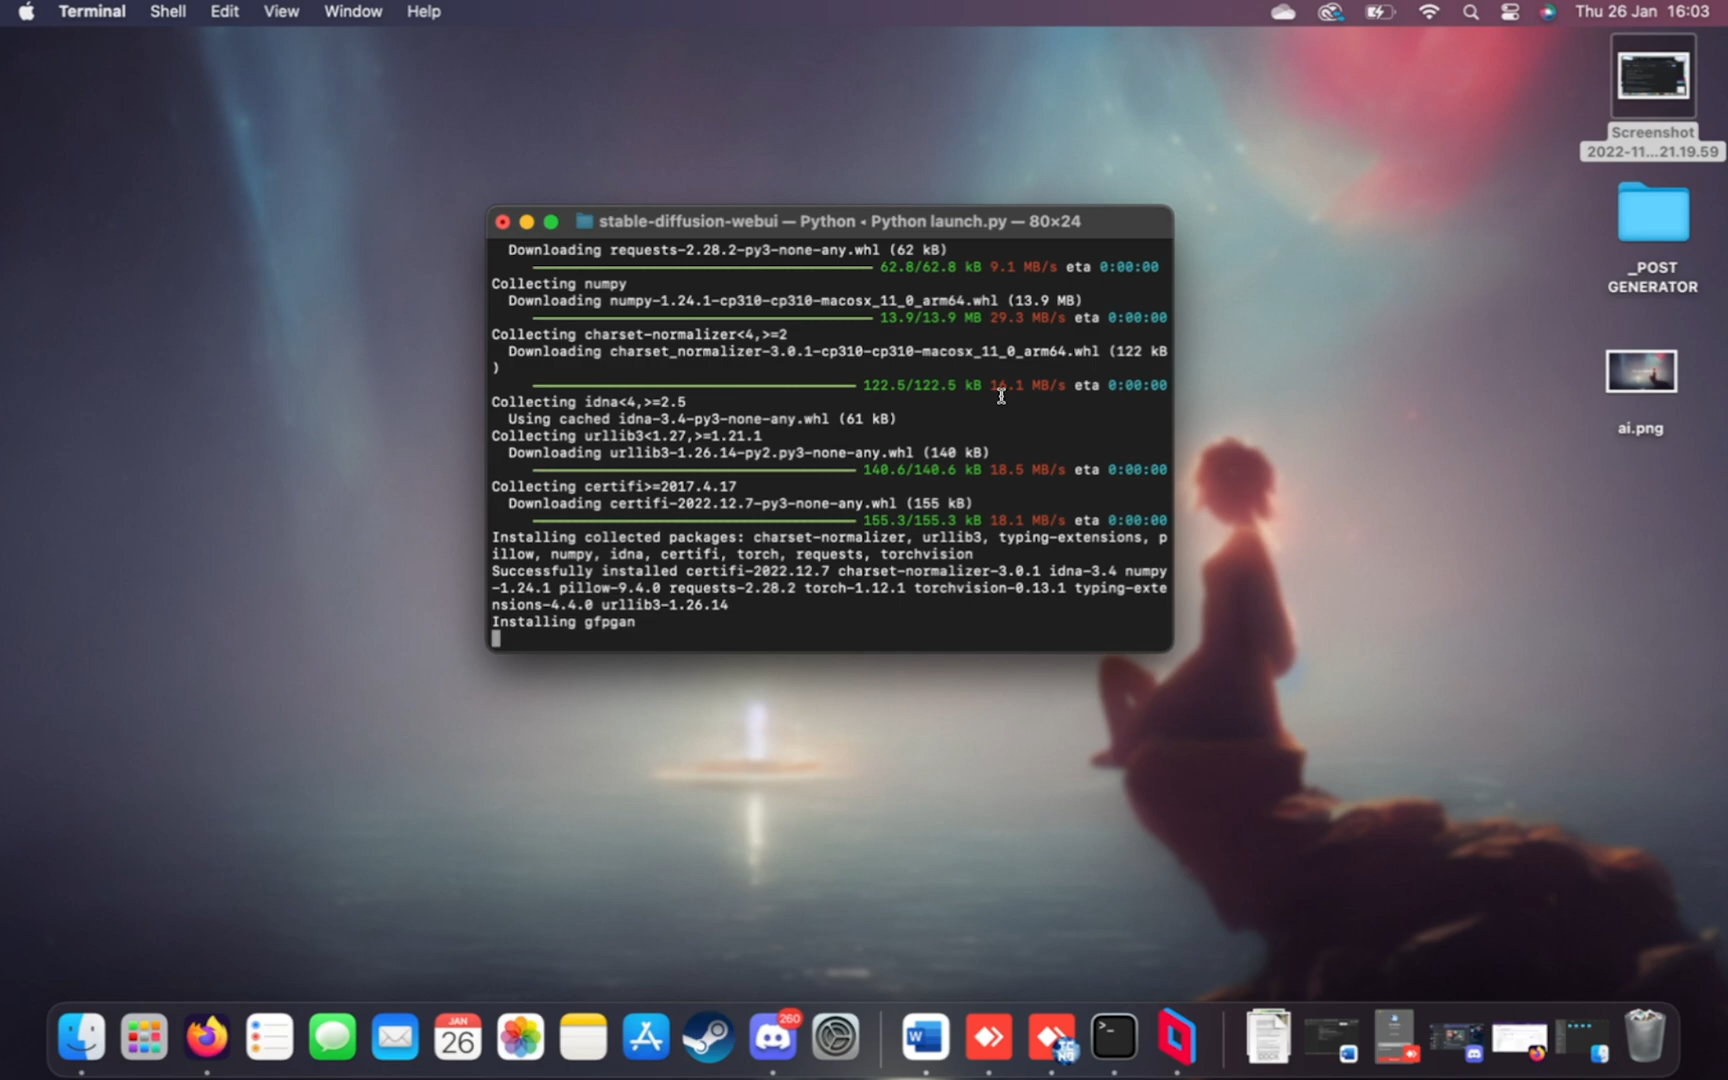 Terminal Shell Edit View Window Help Thu 26 Jan 16:03
Screenshot
2022-11...21.19.59
stable-diffusion-webui — Python ◂ Python launch.py — 80×24
Downloading requests-2.28.2-py3-none-any.whl (62 kB)
62.8/62.8 kB 9.1 MB/s eta 0:00:00
Collecting numpy
Downloading numpy-1.24.1-cp310-cp310-macosx_11_0_arm64.whl (13.9 MB)
13.9/13.9 MB 29.3 MB/s eta 0:00:00
Collecting charset-normalizer<4,>=2
Downloading charset_normalizer-3.0.1-cp310-cp310-macosx_11_0_arm64.whl (122 kB
)
122.5/122.5 kB 16.1 MB/s eta 0:00:00
Collecting idna<4,>=2.5
Using cached idna-3.4-py3-none-any.whl (61 kB)
Collecting urllib3<1.27,>=1.21.1
Downloading urllib3-1.26.14-py2.py3-none-any.whl (140 kB)
140.6/140.6 kB 18.5 MB/s eta 0:00:00
Collecting certifi>=2017.4.17
Downloading certifi-2022.12.7-py3-none-any.whl (155 kB)
155.3/155.3 kB 18.1 MB/s eta 0:00:00
Installing collected packages: charset-normalizer, urllib3, typing-extensions, p
illow, numpy, idna, certifi, torch, requests, torchvision
Successfully installed certifi-2022.12.7 charset-normalizer-3.0.1 idna-3.4 numpy
-1.24.1 pillow-9.4.0 requests-2.28.2 torch-1.12.1 torchvision-0.13.1 typing-exte
nsions-4.4.0 urllib3-1.26.14
Installing gfpgan
_POST
GENERATOR
ai.png
JAN
26
260
W
>_
DOCX